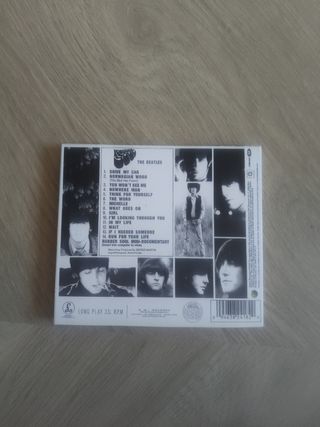 THE BEATLES
1. DRIVE MY CAR
2. NORWEGIAN WOOD
(This Bird Has Flown)
3. YOU WON'T SEE ME
4. NOWHERE MAN
5. THINK FOR YOURSELF
6. THE WORD
7. MICHELLE
8. WHAT GOES ON
9. GIRL
10. I'M LOOKING THROUGH YOU
11. IN MY LIFE
12. WAIT
13. IF I NEEDED SOMEONE
14. RUN FOR YOUR LIFE
RUBBER SOUL MINI-DOCUMENTARY
LONG PLAY 33⅓ RPM